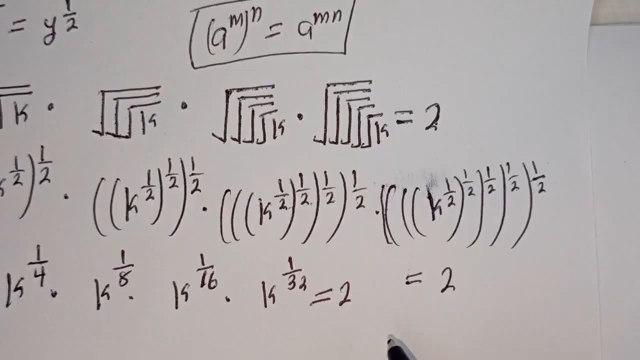 = y^{1/2}
(a^m)^n = a^{mn}
√√k · √√√k · √√√√k · √√√√√k = 2
k^{1/2})^{1/2} · ((k^{1/2})^{1/2})^{1/2} · (((k^{1/2})^{1/2})^{1/2})^{1/2} · ((((k^{1/2})^{1/2})^{1/2})^{1/2})^{1/2}
k^{1/4} · k^{1/8} · k^{1/16} · k^{1/32} = 2 = 2